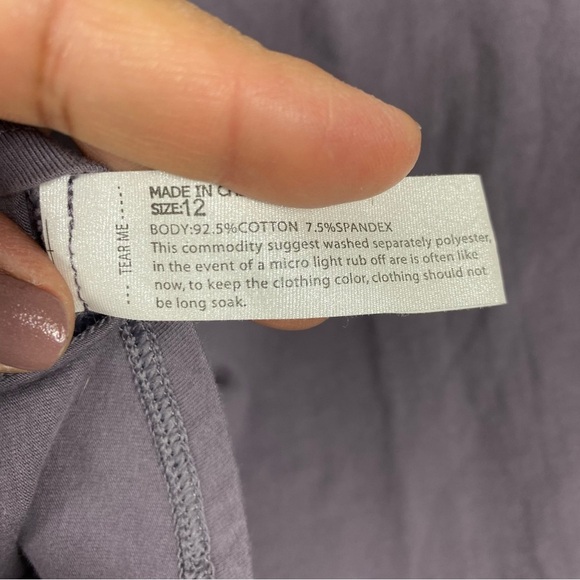 MADE IN
SIZE:12
BODY:92.5%COTTON 7.5%SPANDEX
This commodity suggest washed separately polyester,
in the event of a micro light rub off are is often like
now, to keep the clothing color, clothing should not
be long soak.
TEAR ME